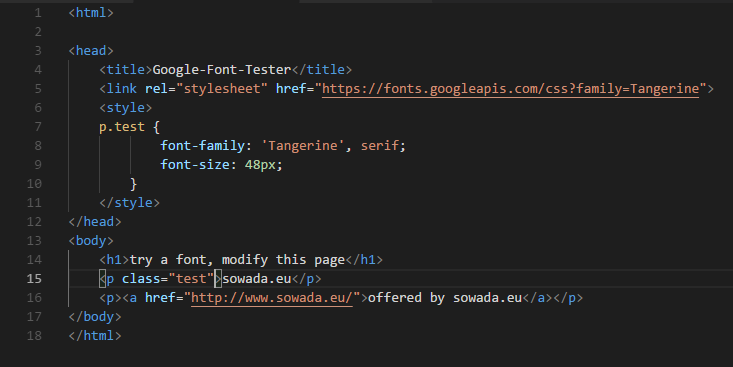 1 <html>
2
3 <head>
4     <title>Google-Font-Tester</title>
5     <link rel="stylesheet" href="https://fonts.googleapis.com/css?family=Tangerine">
6     <style>
7     p.test {
8             font-family: 'Tangerine', serif;
9             font-size: 48px;
10         }
11     </style>
12 </head>
13 <body>
14     <h1>try a font, modify this page</h1>
15     <p class="test">sowada.eu</p>
16     <p><a href="http://www.sowada.eu/">offered by sowada.eu</a></p>
17 </body>
18 </html>